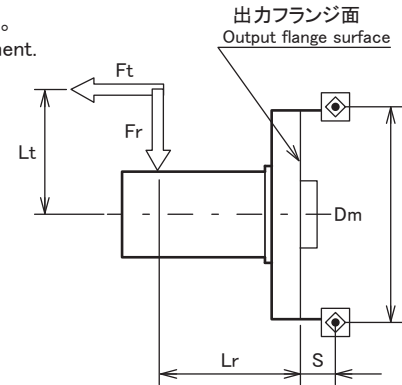 。
ment.
出力フランジ面
Output flange surface
Ft
Fr
Lt
Dm
Lr
S